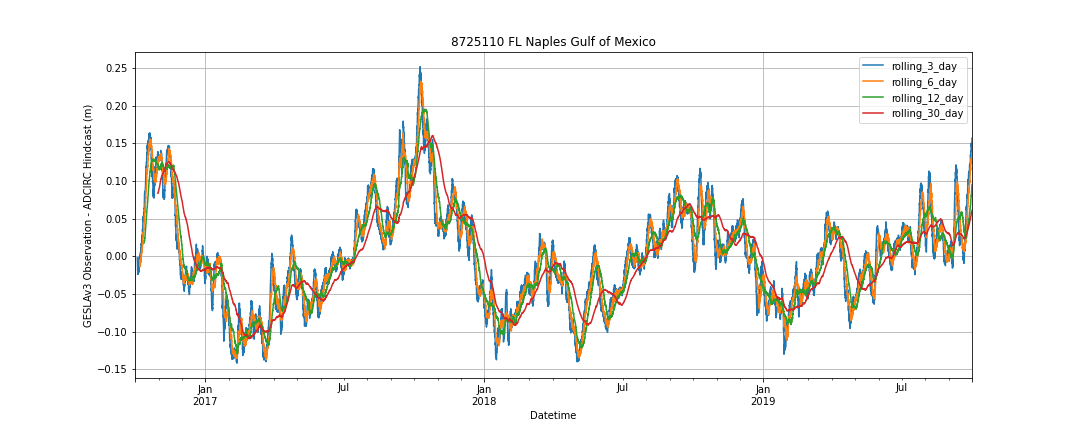 8725110 FL Naples Gulf of Mexico
GESLAv3 Observation - ADCIRC Hindcast (m)
0.25
0.20
0.15
0.10
0.05
0.00
−0.05
−0.10
−0.15
rolling_3_day
rolling_6_day
rolling_12_day
rolling_30_day
Jan
2017
Jul
Jan
2018
Jul
Jan
2019
Jul
Datetime